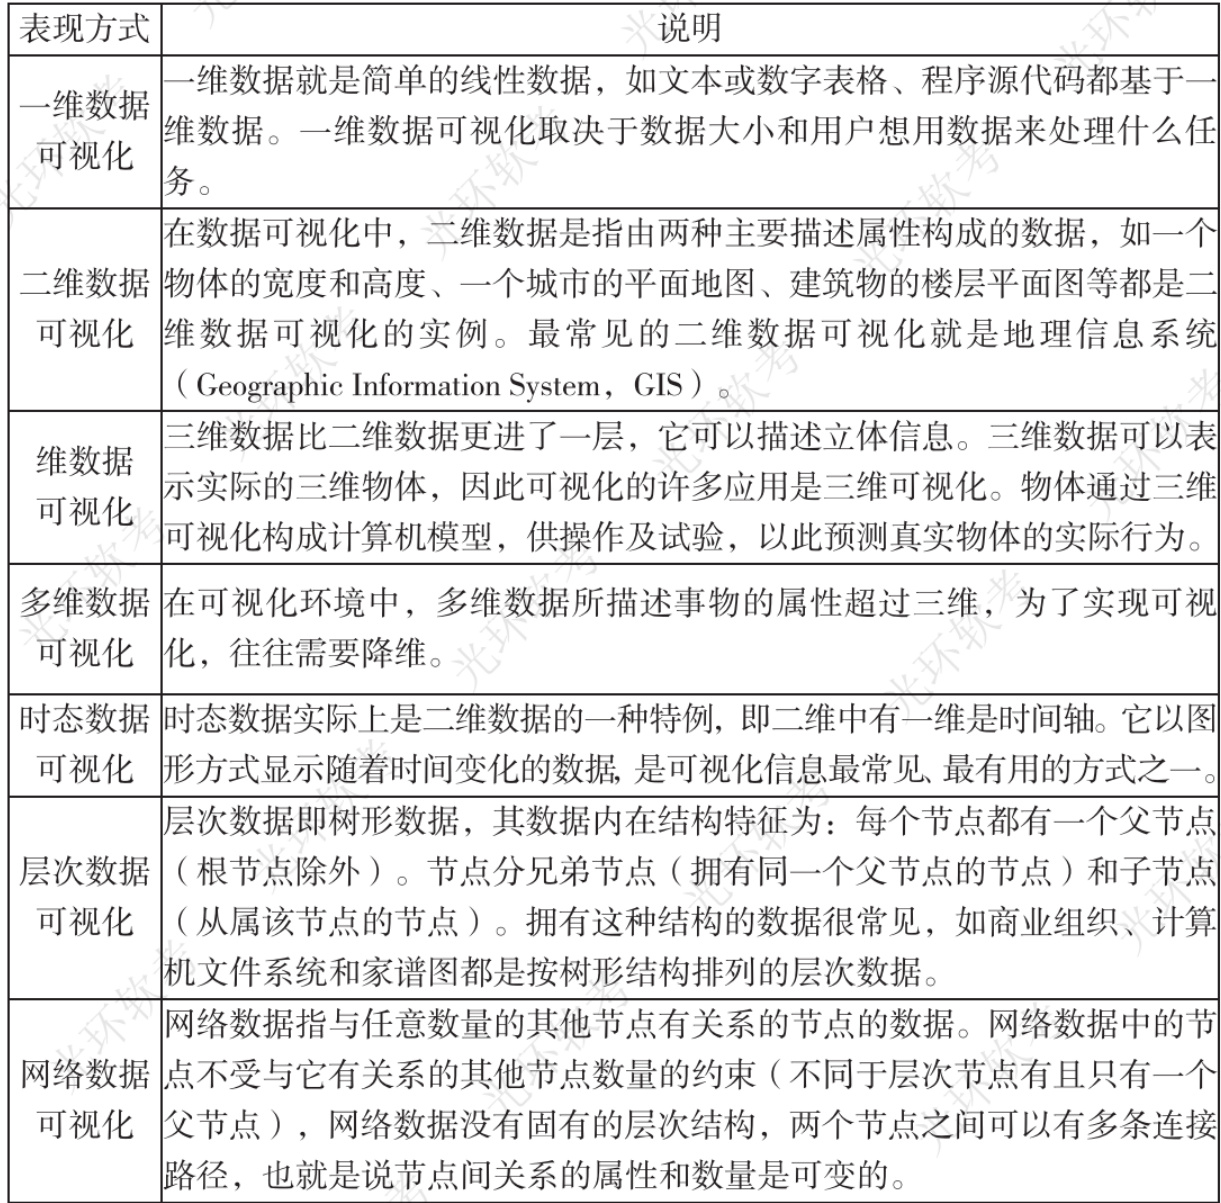 表现方式
说明
一维数据
可视化
一维数据就是简单的线性数据，如文本或数字表格、程序源代码都基于一
维数据。一维数据可视化取决于数据大小和用户想用数据来处理什么任
务。
二维数据
可视化
在数据可视化中，二维数据是指由两种主要描述属性构成的数据，如一个
物体的宽度和高度、一个城市的平面地图、建筑物的楼层平面图等都是二
维数据可视化的实例。最常见的二维数据可视化就是地理信息系统
（Geographic Information System，GIS）。
维数据
可视化
三维数据比二维数据更进了一层，它可以描述立体信息。三维数据可以表
示实际的三维物体，因此可视化的许多应用是三维可视化。物体通过三维
可视化构成计算机模型，供操作及试验，以此预测真实物体的实际行为。
多维数据
可视化
在可视化环境中，多维数据所描述事物的属性超过三维，为了实现可视
化，往往需要降维。
时态数据
可视化
时态数据实际上是二维数据的一种特例，即二维中有一维是时间轴。它以图
形方式显示随着时间变化的数据，是可视化信息最常见、最有用的方式之一。
层次数据
可视化
层次数据即树形数据，其数据内在结构特征为：每个节点都有一个父节点
（根节点除外）。节点分兄弟节点（拥有同一个父节点的节点）和子节点
（从属该节点的节点）。拥有这种结构的数据很常见，如商业组织、计算
机文件系统和家谱图都是按树形结构排列的层次数据。
网络数据
可视化
网络数据指与任意数量的其他节点有关系的节点的数据。网络数据中的节
点不受与它有关系的其他节点数量的约束（不同于层次节点有且只有一个
父节点），网络数据没有固有的层次结构，两个节点之间可以有多条连接
路径，也就是说节点间关系的属性和数量是可变的。
光环软考